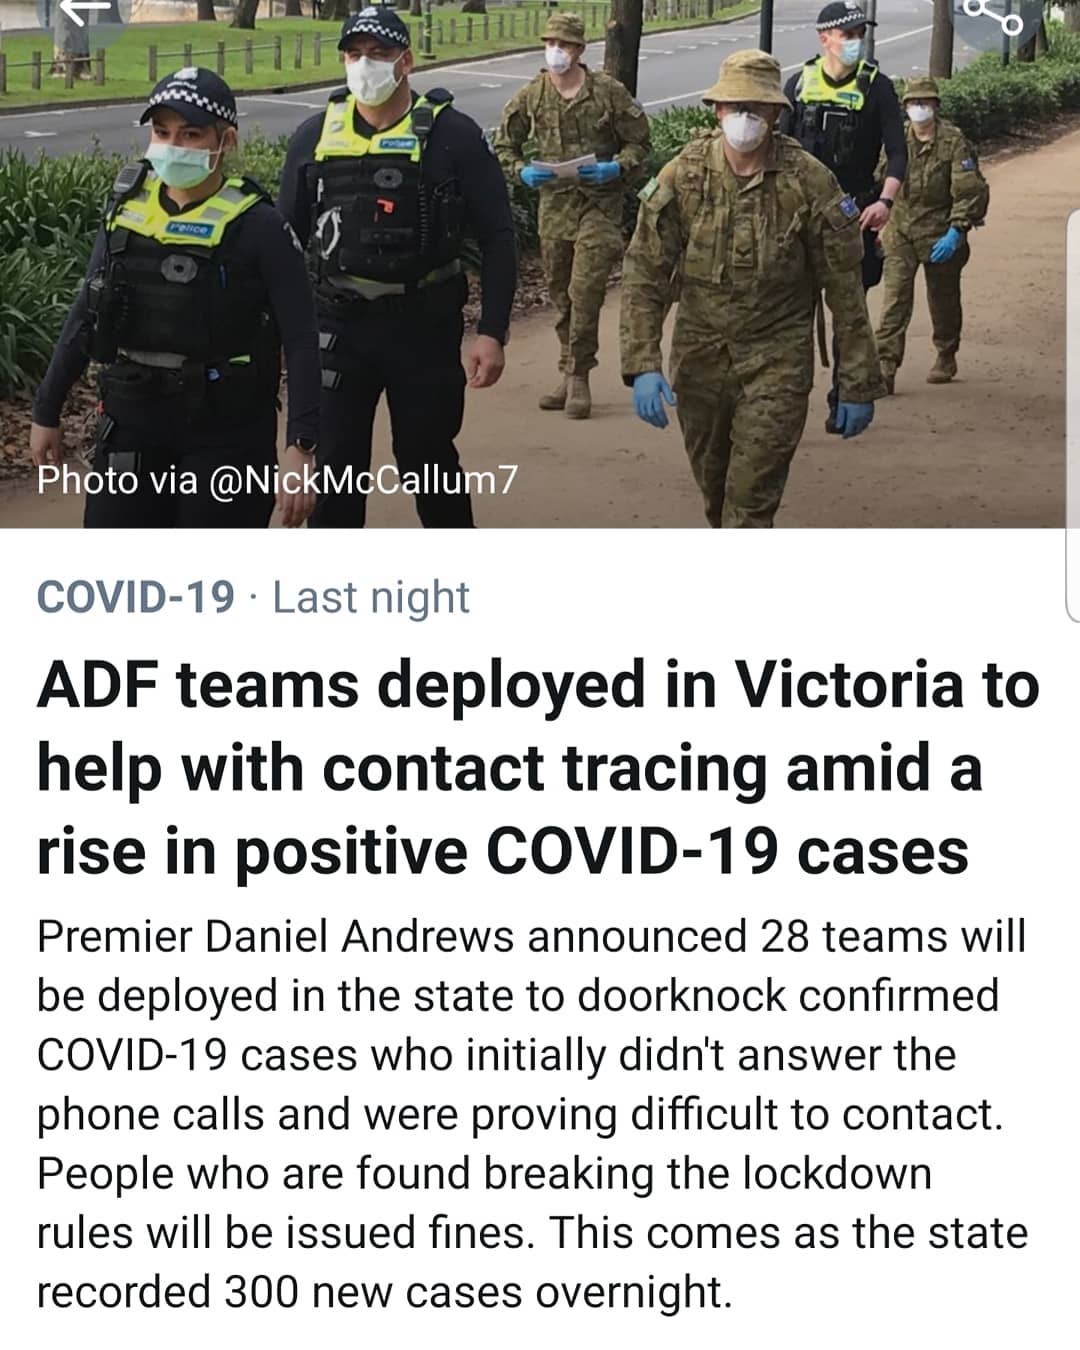 Police
Police
Photo via @NickMcCallum7
COVID-19 · Last night
ADF teams deployed in Victoria to
help with contact tracing amid a
rise in positive COVID-19 cases
Premier Daniel Andrews announced 28 teams will
be deployed in the state to doorknock confirmed
COVID-19 cases who initially didn't answer the
phone calls and were proving difficult to contact.
People who are found breaking the lockdown
rules will be issued fines. This comes as the state
recorded 300 new cases overnight.